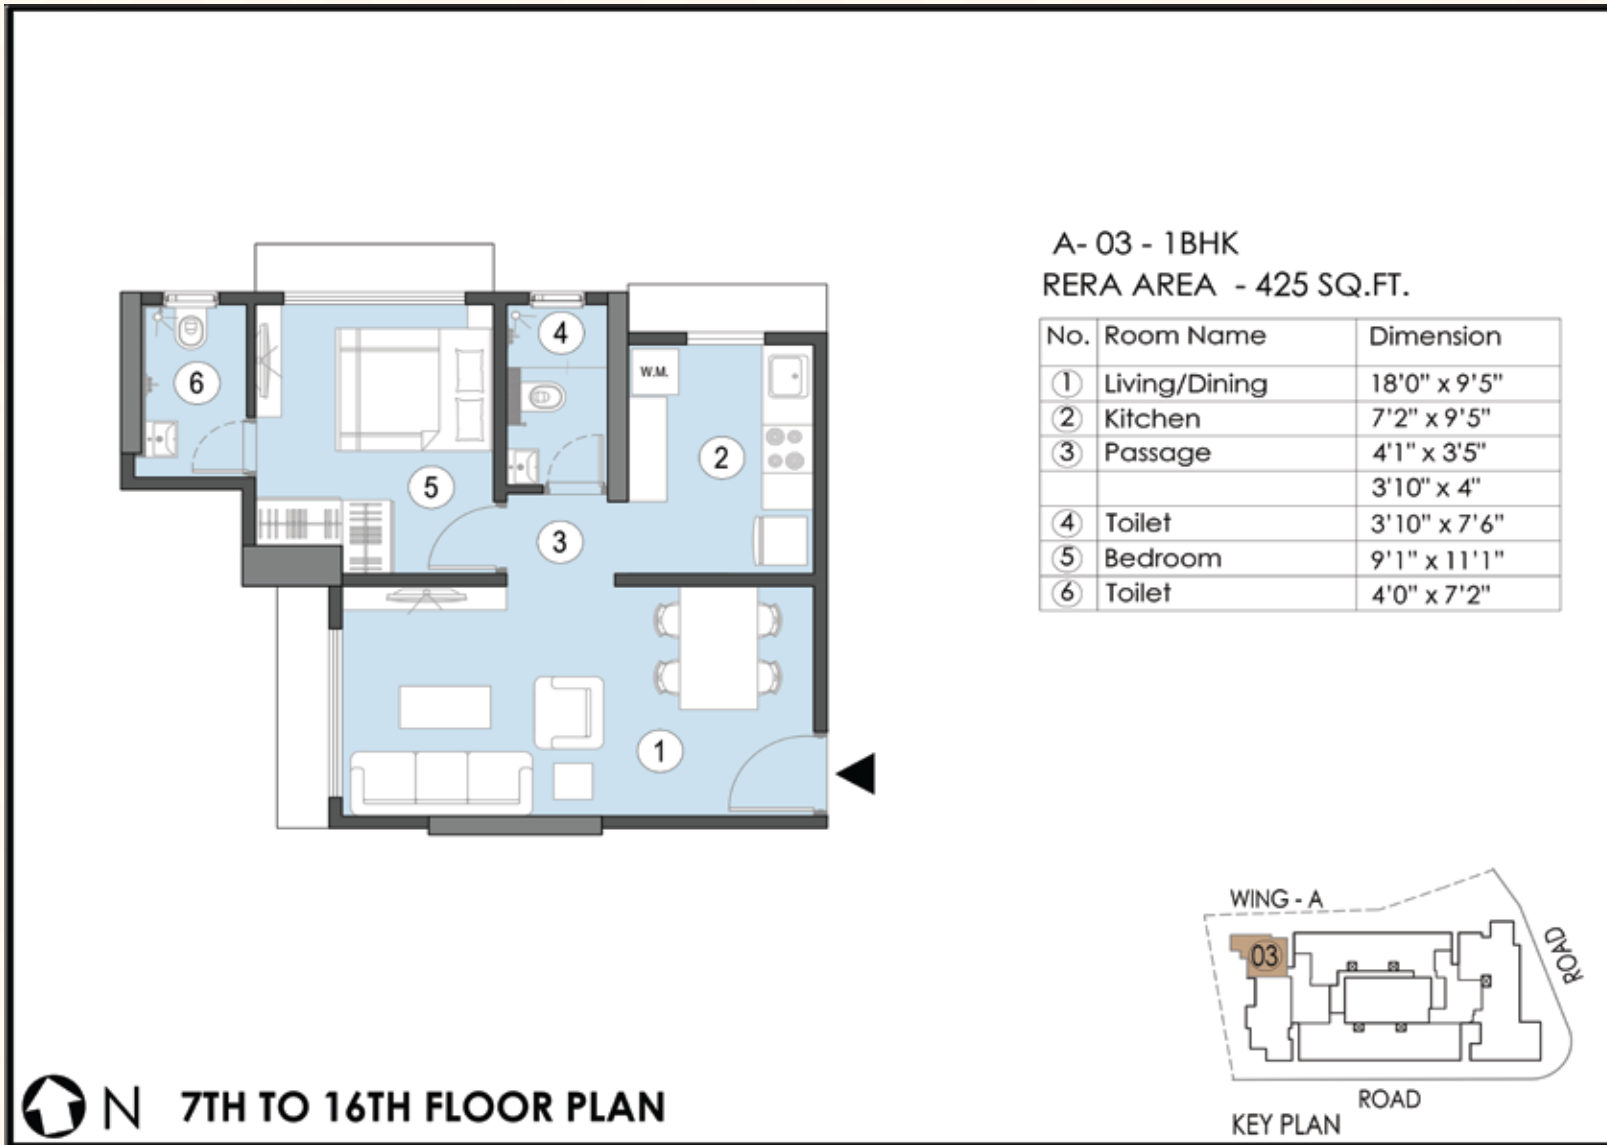 A- 03 - 1BHK
RERA AREA - 425 SQ.FT.
No. Room Name Dimension
1 Living/Dining 18'0" x 9'5"
2 Kitchen 7'2" x 9'5"
3 Passage 4'1" x 3'5"
3'10" x 4"
4 Toilet 3'10" x 7'6"
5 Bedroom 9'1" x 11'1"
6 Toilet 4'0" x 7'2"
4
W.M.
6
2
5
3
1
WING - A
03
ROAD
ROAD
KEY PLAN
N 7TH TO 16TH FLOOR PLAN